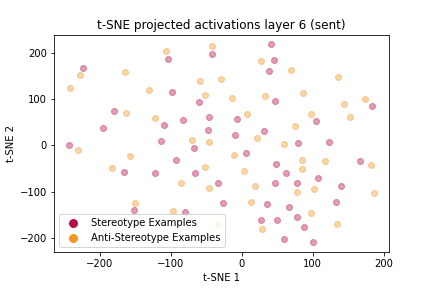 t-SNE projected activations layer 6 (sent)
200
100
0
−100
−200
t-SNE 2
Stereotype Examples
Anti-Stereotype Examples
−200 −100 0 100 200
t-SNE 1